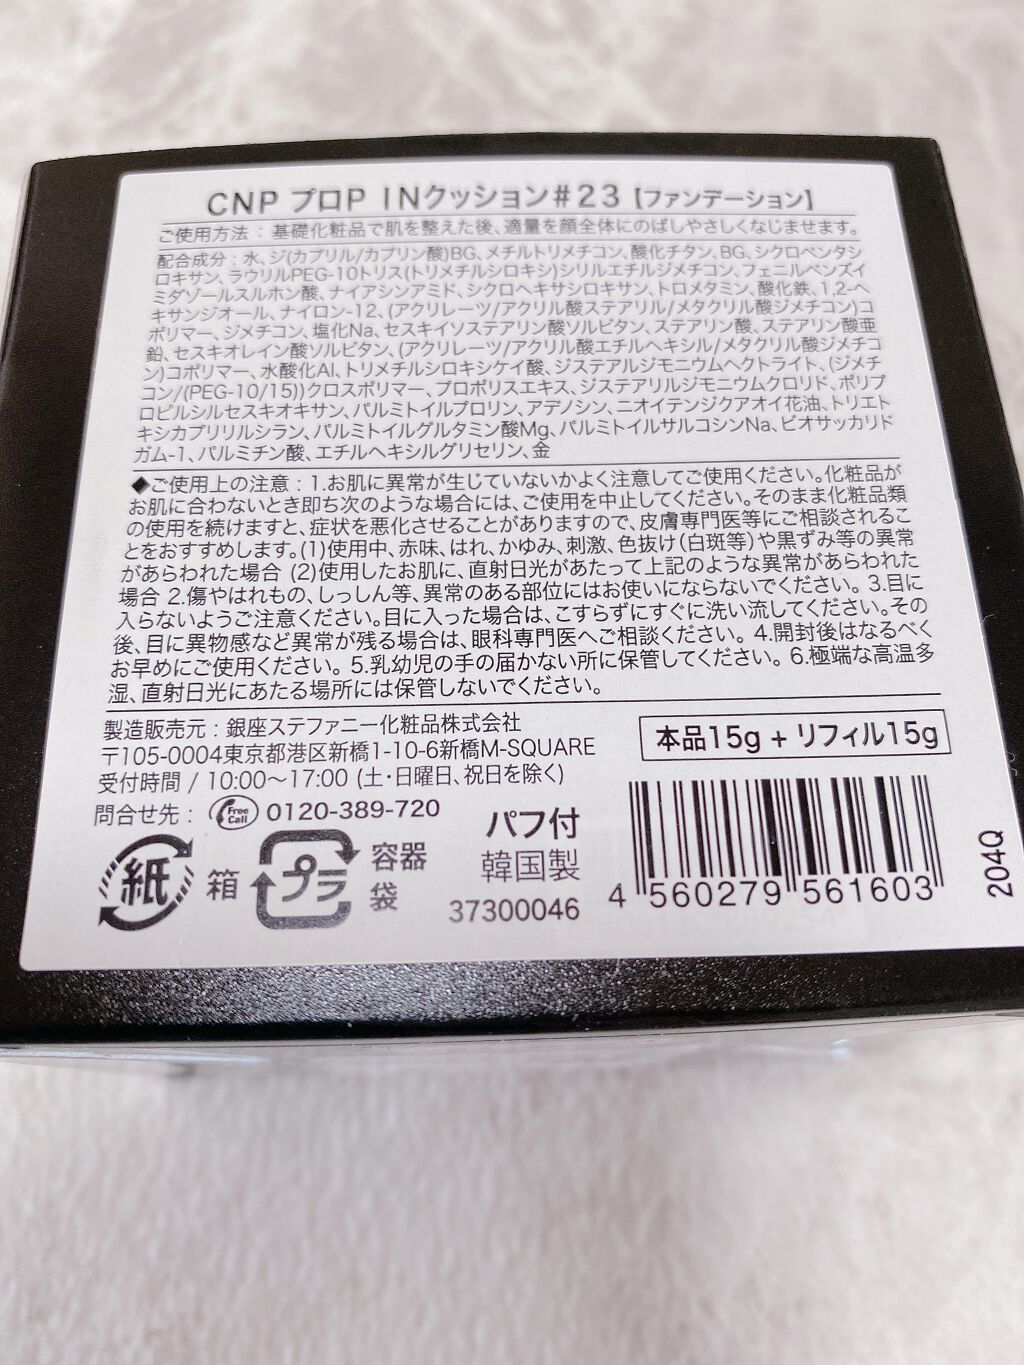 CNP プロP INクッション#23【ファンデーション】
ご使用方法：基礎化粧品で肌を整えた後、適量を顔全体にのばしやさしくなじませます。
配合成分：水、ジ(カプリル/カプリン酸)BG、メチルトリメチコン、酸化チタン、BG、シクロペンタシ
ロキサン、ラウリルPEG-10トリス(トリメチルシロキシ)シリルエチルジメチコン、フェニルベンズイ
ミダゾールスルホン酸、ナイアシンアミド、シクロヘキサシロキサン、トロメタミン、酸化鉄、1,2-ヘ
キサンジオール、ナイロン-12、(アクリレーツ/アクリル酸ステアリル/メタクリル酸ジメチコン)コ
ポリマー、ジメチコン、塩化Na、セスキイソステアリン酸ソルビタン、ステアリン酸、ステアリン酸亜
鉛、セスキオレイン酸ソルビタン、(アクリレーツ/アクリル酸エチルヘキシル/メタクリル酸ジメチコ
ン)コポリマー、水酸化Al、トリメチルシロキシケイ酸、ジステアルジモニウムヘクトライト、(ジメチ
コン/(PEG-10/15))クロスポリマー、プロポリスエキス、ジステアリルジモニウムクロリド、ポリプ
ロピルシルセスキオキサン、パルミトイルプロリン、アデノシン、ニオイテンジクアオイ花油、トリエト
キシカプリリルシラン、パルミトイルグルタミン酸Mg、パルミトイルサルコシンNa、ビオサッカリド
ガム-1、パルミチン酸、エチルヘキシルグリセリン、金
◆ご使用上の注意：1.お肌に異常が生じていないかよく注意してご使用ください。化粧品が
お肌に合わないとき即ち次のような場合には、ご使用を中止してください。そのまま化粧品類
の使用を続けますと、症状を悪化させることがありますので、皮膚専門医等にご相談されるこ
とをおすすめします。(1)使用中、赤味、はれ、かゆみ、刺激、色抜け(白斑等)や黒ずみ等の異常
があらわれた場合 (2)使用したお肌に、直射日光があたって上記のような異常があらわれた
場合 2.傷やはれもの、しっしん等、異常のある部位にはお使いにならないでください。 3.目に
入らないようご注意ください。目に入った場合は、こすらずにすぐに洗い流してください。その
後、目に異物感など異常が残る場合は、眼科専門医へご相談ください。 4.開封後はなるべく
お早めにご使用ください。 5.乳幼児の手の届かない所に保管してください。 6.極端な高温多
湿、直射日光にあたる場所には保管しないでください。
製造販売元：銀座ステファニー化粧品株式会社
〒105-0004東京都港区新橋1-10-6新橋M-SQUARE
受付時間 / 10:00～17:00 (土・日曜日、祝日を除く)
問合せ先： Free Call 0120-389-720
本品15g + リフィル15g
紙 箱
プラ 容器 袋
パフ付
韓国製
37300046
4 560279 561603
204Q